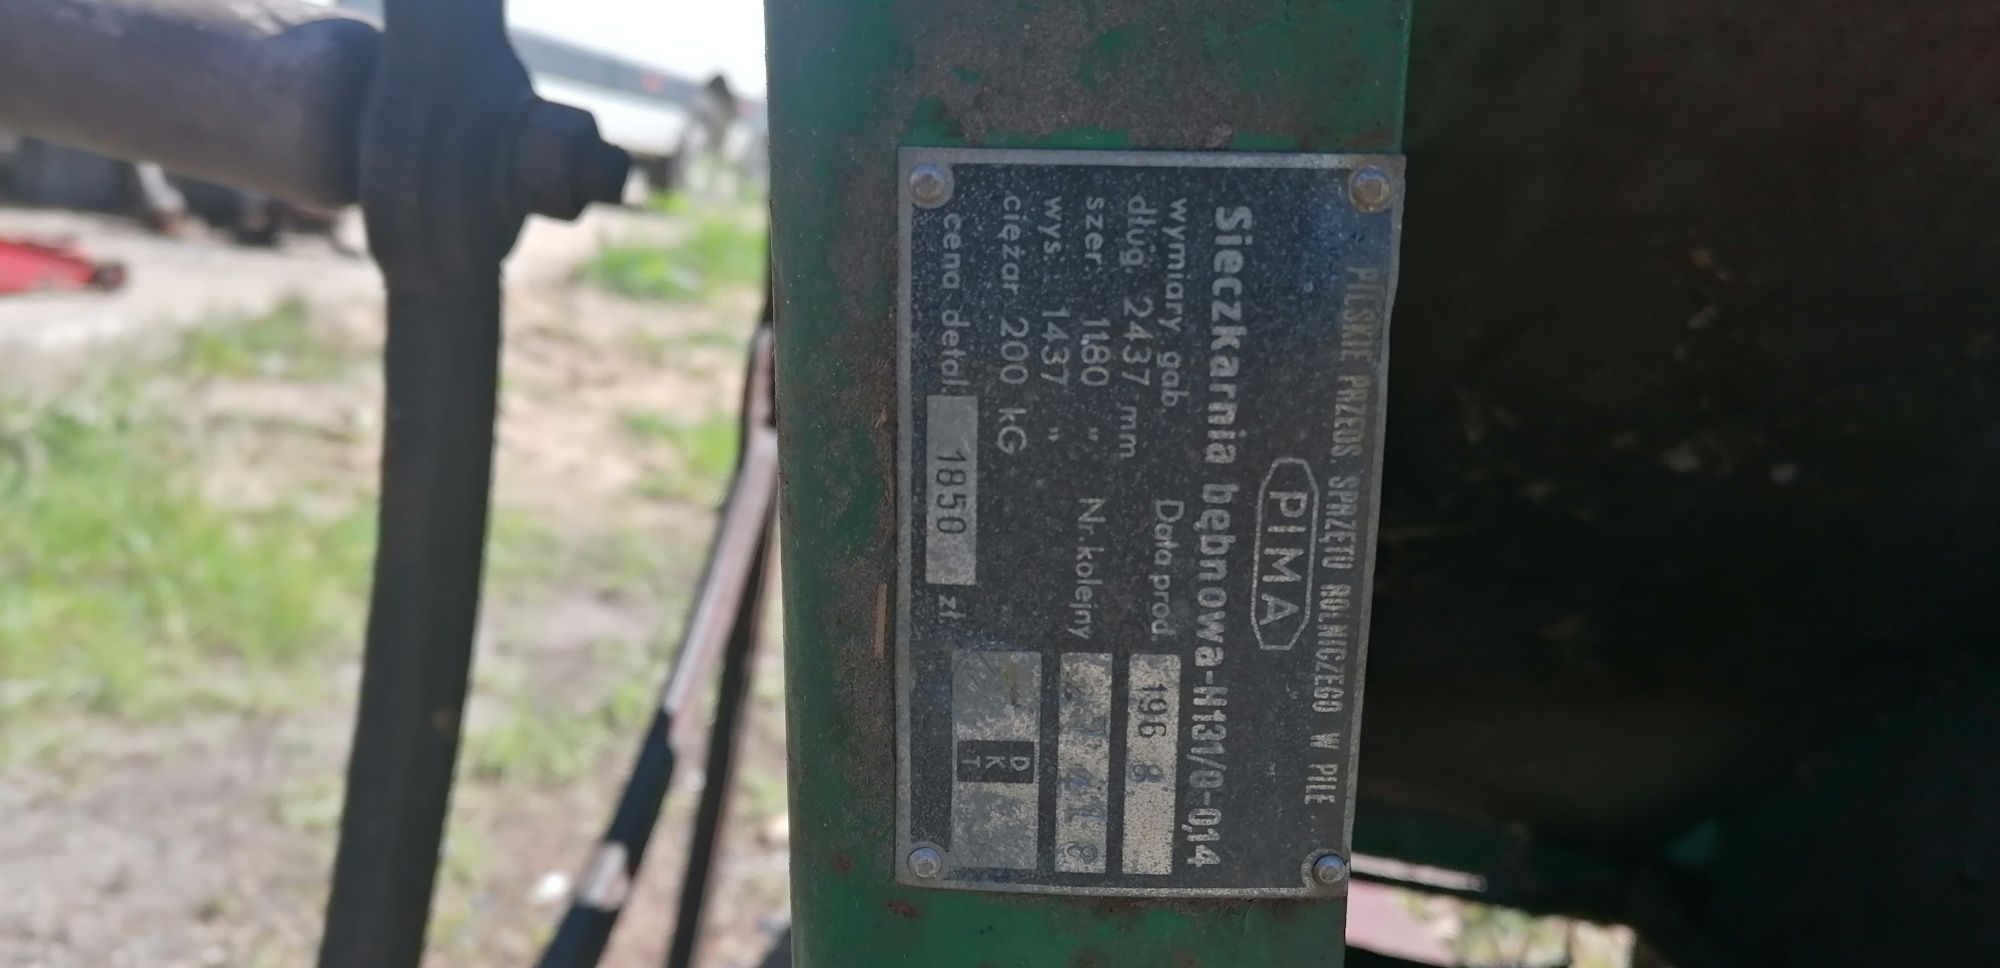 PILSKIE PRZEDS. SPRZĘTU ROLNICZEGO W PILE
PIMA
Sieczkarnia bębnowa-H131/0-0,14
wymiary gab.
dług. 2437 mm
szer. 1180 "
wys. 1437 "
ciężar 200 kG
Data prod 196 8
Nr. kolejny
cena detal. 1850 zł
DKT